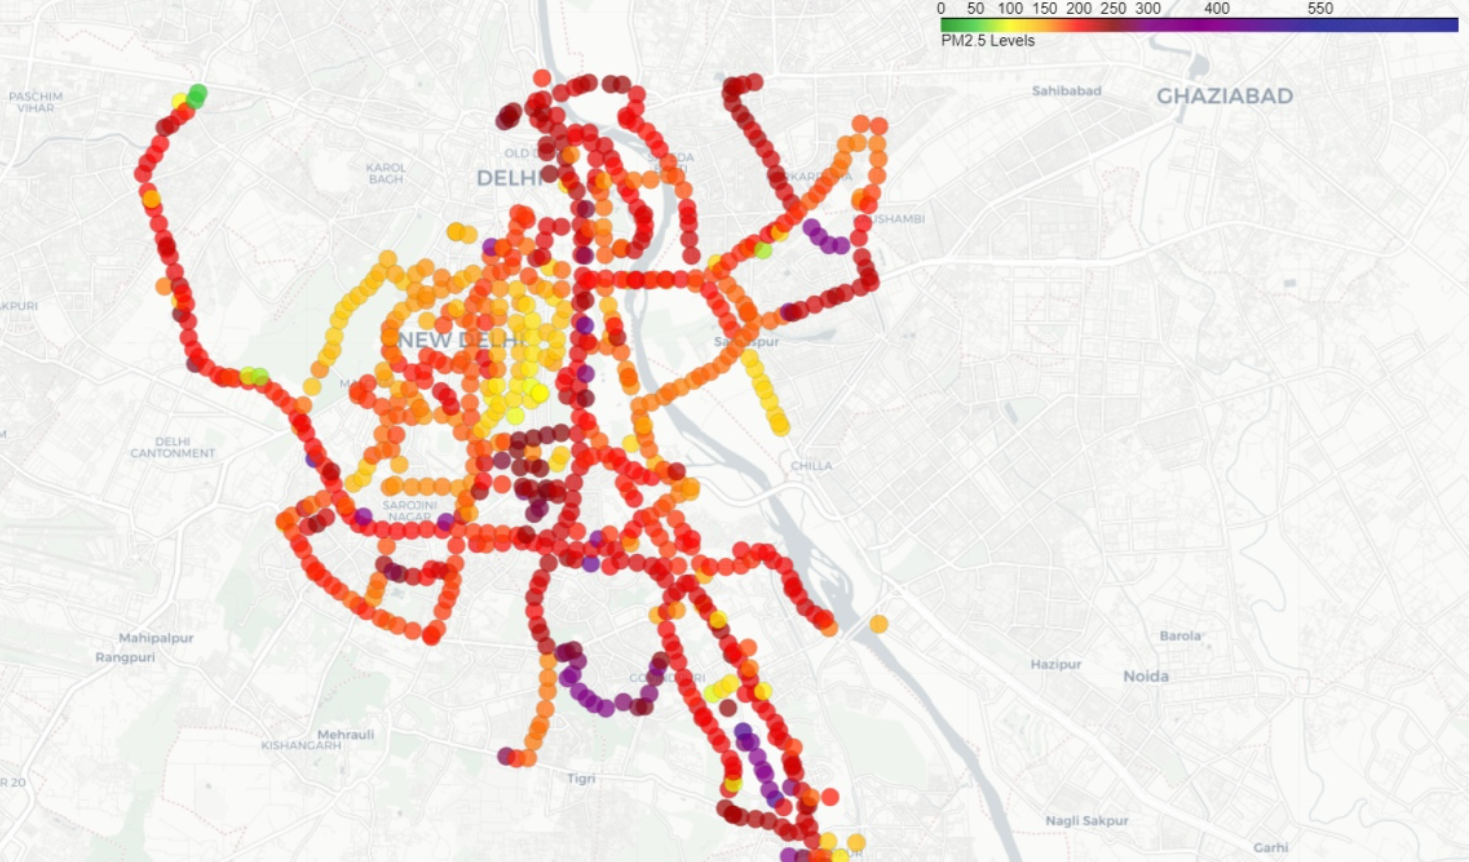 0 50 100 150 200 250 300 400 550
PM2.5 Levels
PASCHIM
VIHAR
Sahibabad
GHAZIABAD
KAROL
BAGH
OLD
DELHI
NEW DELHI
DELHI
CANTONMENT
CHILLA
SAROJINI
NAGAR
Mahipalpur
Rangpuri
Barola
Hazipur
Noida
Mehrauli
KISHANGARH
Tigri
R 20
Nagli Sakpur
Garhi